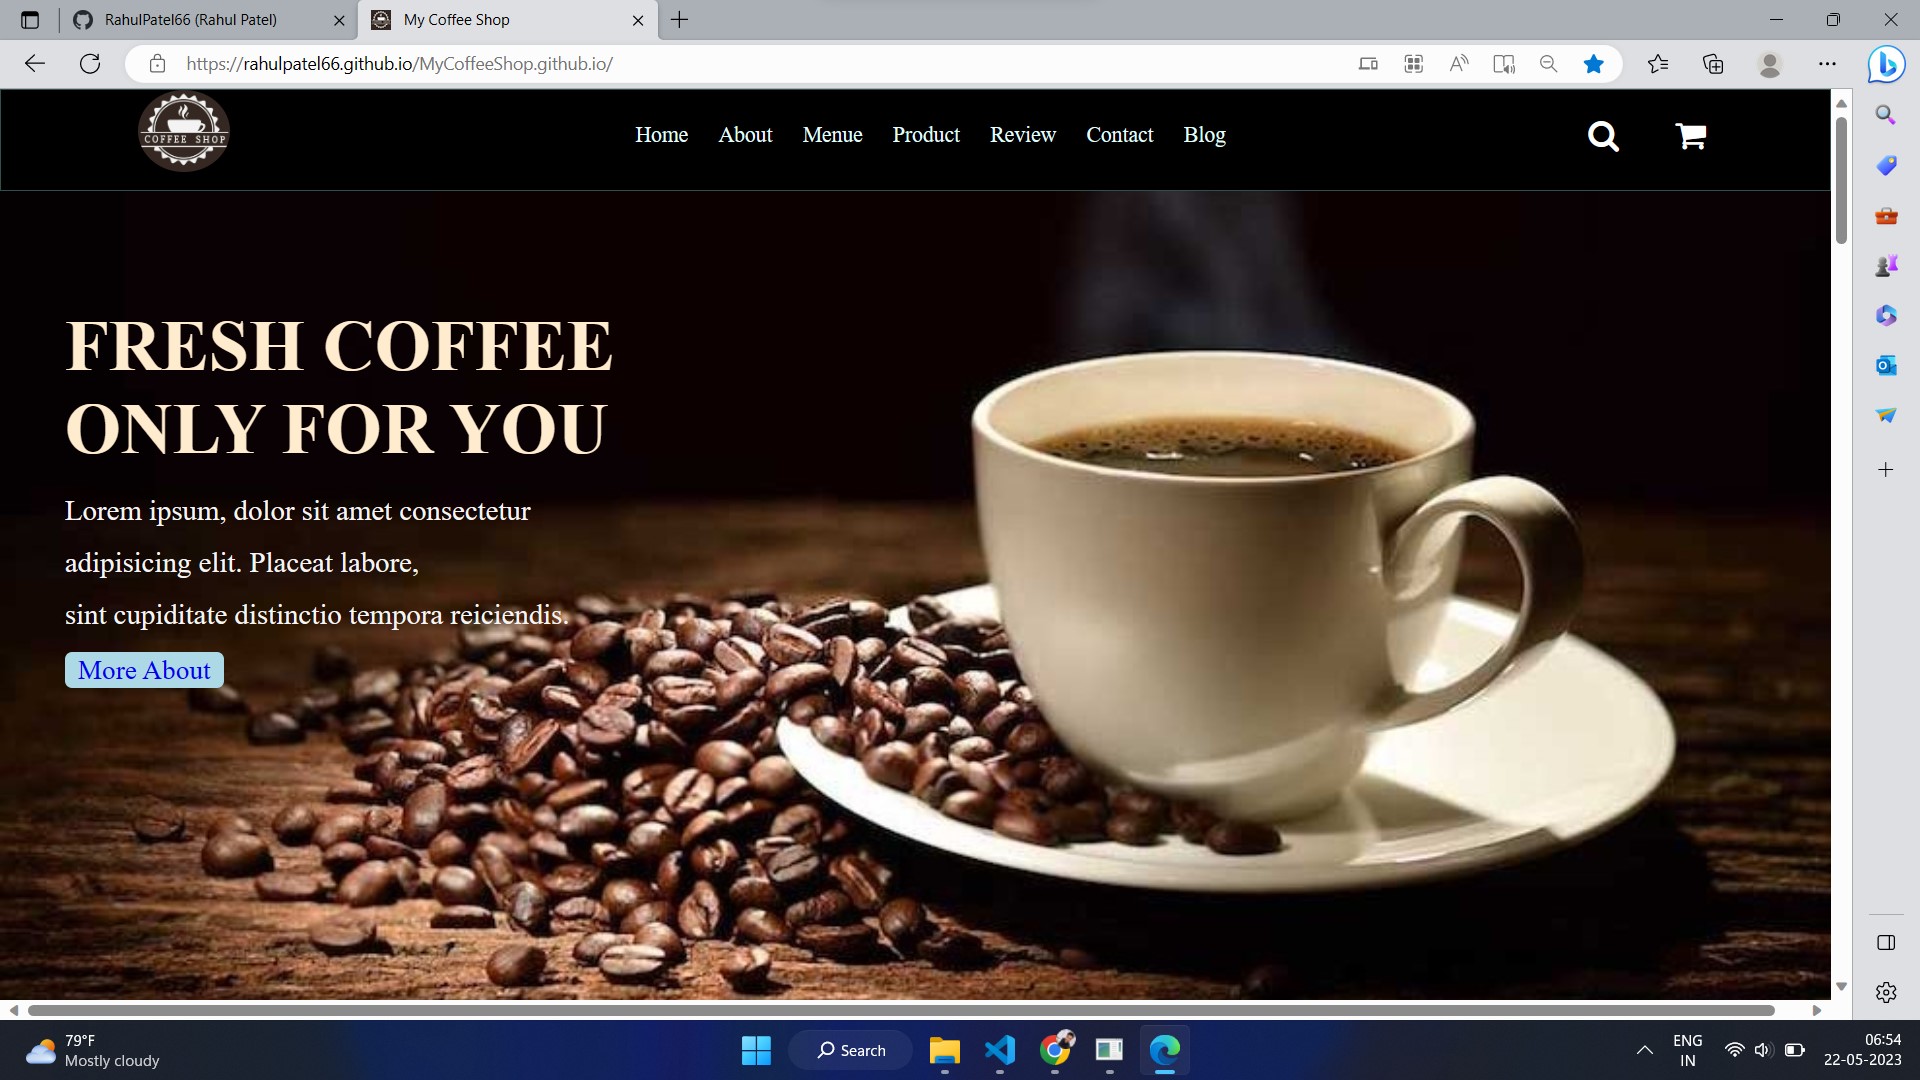 RahulPatel66 (Rahul Patel)
My Coffee Shop
https://rahulpatel66.github.io/MyCoffeeShop.github.io/
COFFEE SHOP
Home About Menue Product Review Contact Blog
FRESH COFFEE
ONLY FOR YOU
Lorem ipsum, dolor sit amet consectetur
adipisicing elit. Placeat labore,
sint cupiditate distinctio tempora reiciendis.
More About
79°F
Mostly cloudy
Search
ENG
IN
06:54
22-05-2023